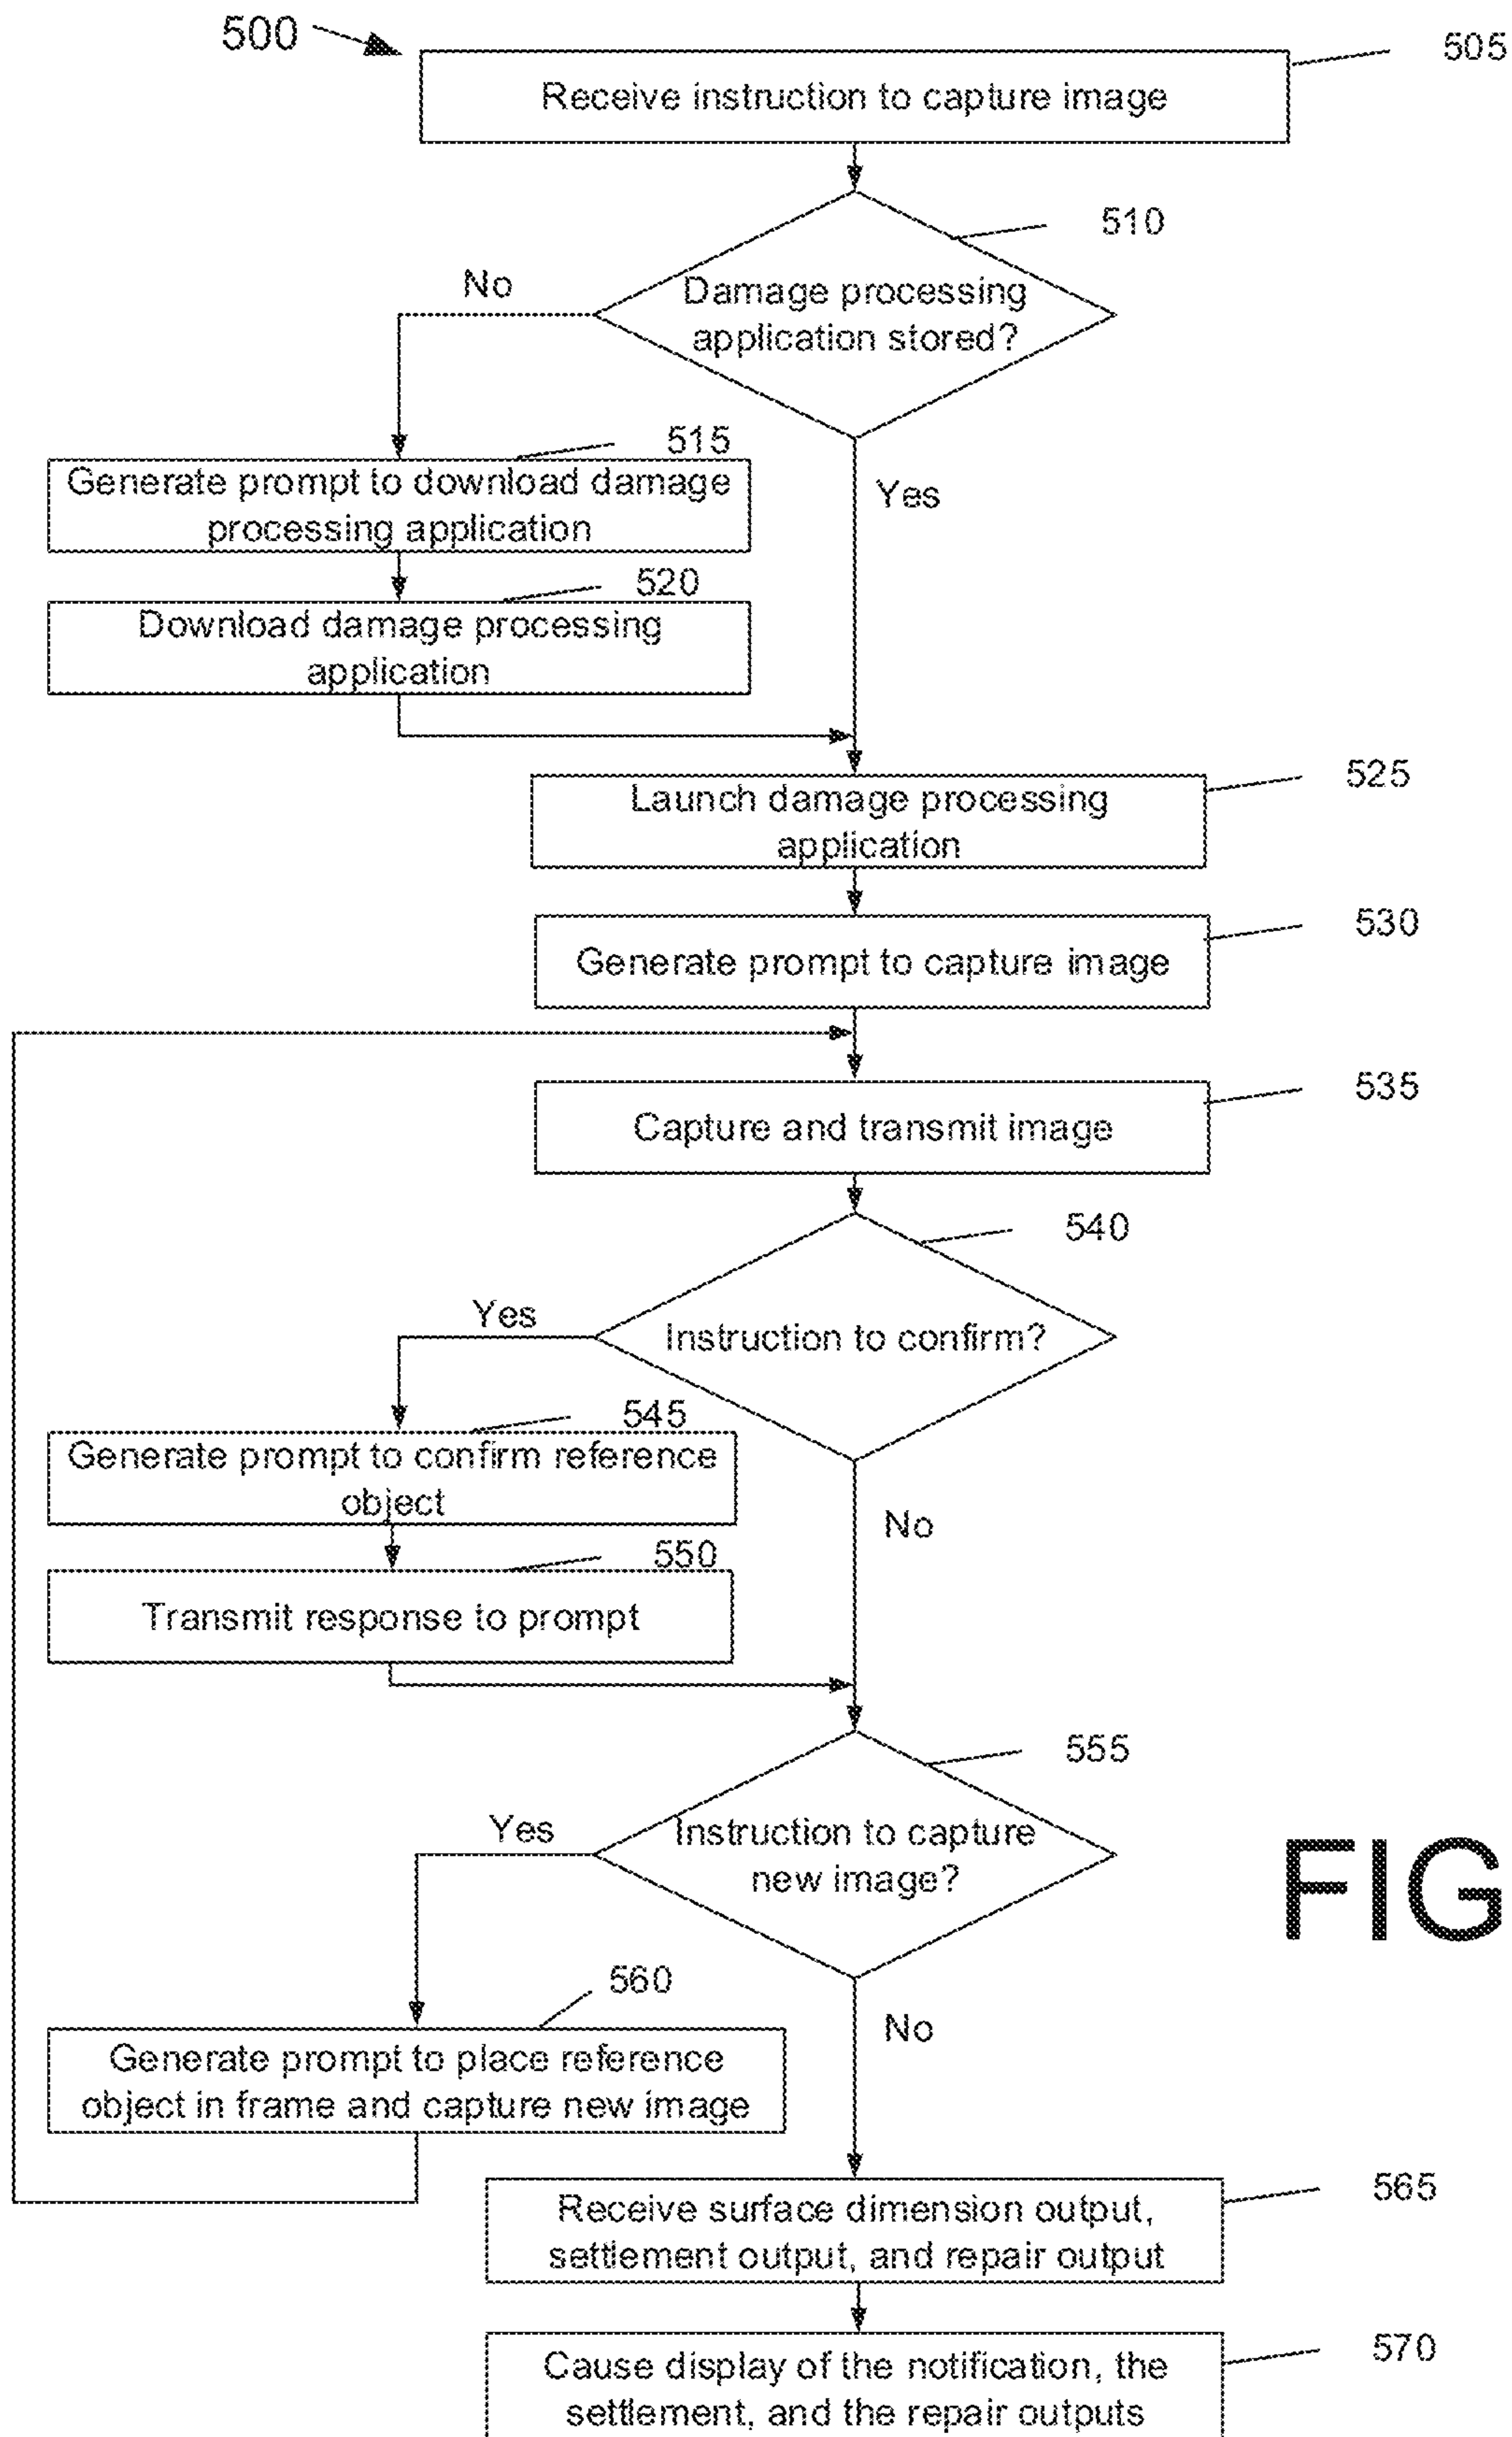 500
505
Receive instruction to capture image
510
No
Damage processing
application stored?
515
Generate prompt to download damage
processing application
Yes
520
Download damage processing
application
525
Launch damage processing
application
530
Generate prompt to capture image
535
Capture and transmit image
540
Yes
Instruction to confirm?
545
Generate prompt to confirm reference
object
No
550
Transmit response to prompt
555
Yes
Instruction to capture
new image?
FIG
560
No
Generate prompt to place reference
object in frame and capture new image
565
Receive surface dimension output,
settlement output, and repair output
570
Cause display of the notification, the
settlement, and the repair outputs